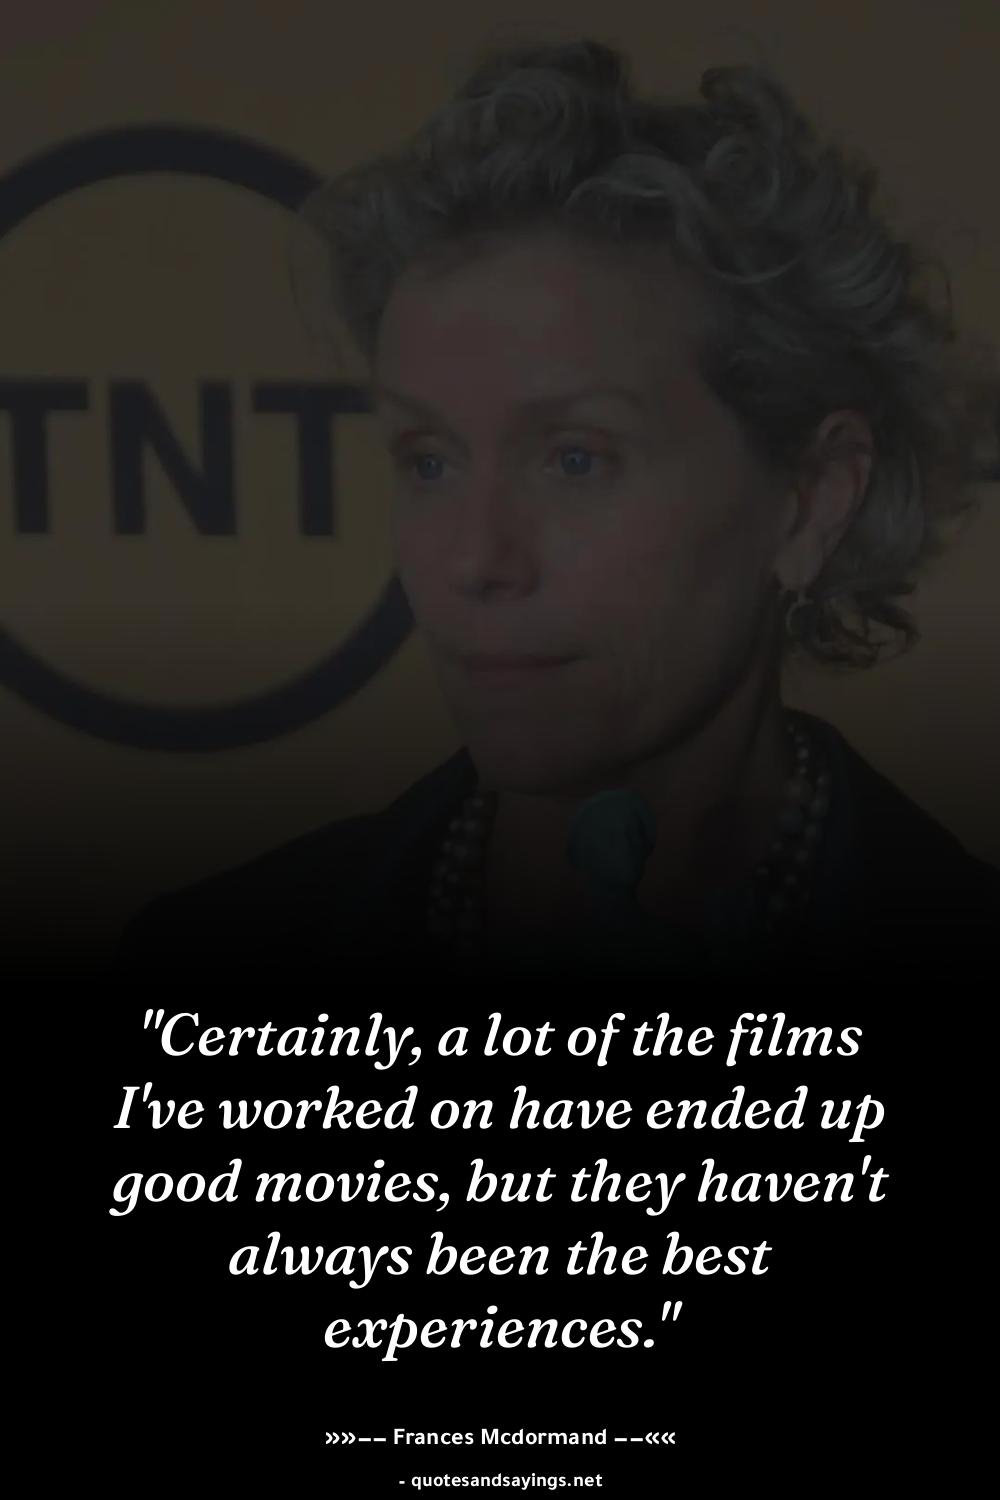 TNT
"Certainly, a lot of the films
I've worked on have ended up
good movies, but they haven't
always been the best
experiences."
»»−− Frances Mcdormand −−««
- quotesandsayings.net